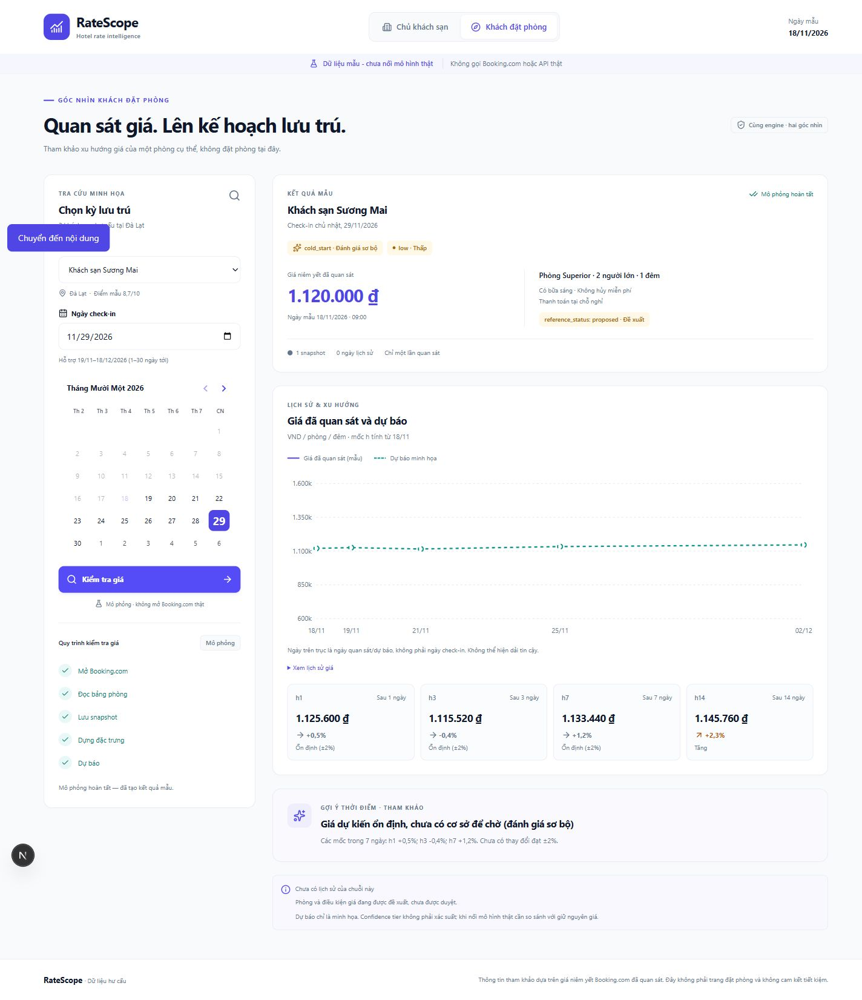 RateScope
Hotel rate intelligence
Chủ khách sạn
Khách đặt phòng
Ngày mẫu
18/11/2026
Dữ liệu mẫu - chưa nối mô hình thật
Không gọi Booking.com hoặc API thật
GÓC NHÌN KHÁCH ĐẶT PHÒNG
Quan sát giá. Lên kế hoạch lưu trú.
Tham khảo xu hướng giá của một phòng cụ thể, không đặt phòng tại đây.
Cùng engine · hai góc nhìn
TRA CỨU MINH HỌA
Chọn kỳ lưu trú
tại Đà Lạt
Chuyển đến nội dung
Khách sạn Sương Mai
Đà Lạt · Điểm mẫu 8,7/10
Ngày check-in
11/29/2026
Hỗ trợ 19/11–18/12/2026 (1–30 ngày tới)
Tháng Mười Một 2026
Th 2 Th 3 Th 4 Th 5 Th 6 Th 7 CN
1
2 3 4 5 6 7 8
9 10 11 12 13 14 15
16 17 18 19 20 21 22
23 24 25 26 27 28 29
30 1 2 3 4 5 6
Kiểm tra giá
Mô phỏng · không mở Booking.com thật
Quy trình kiểm tra giá
Mô phỏng
Mở Booking.com
Đọc bảng phòng
Lưu snapshot
Dựng đặc trưng
Dự báo
Mô phỏng hoàn tất — đã tạo kết quả mẫu.
KẾT QUẢ MẪU
Mô phỏng hoàn tất
Khách sạn Sương Mai
Check-in chủ nhật, 29/11/2026
cold_start · Đánh giá sơ bộ
low · Thấp
Giá niêm yết đã quan sát
1.120.000 ₫
Ngày mẫu 18/11/2026 · 09:00
Phòng Superior · 2 người lớn · 1 đêm
Có bữa sáng · Không hủy miễn phí
Thanh toán tại chỗ nghỉ
reference_status: proposed · Đề xuất
1 snapshot
0 ngày lịch sử
Chỉ một lần quan sát
LỊCH SỬ & XU HƯỚNG
Giá đã quan sát và dự báo
VND / phòng / đêm · mốc h tính từ 18/11
Giá đã quan sát (mẫu)
Dự báo minh họa
1.600k
1.350k
1.100k
850k
600k
18/11 19/11 21/11 25/11 02/12
Ngày trên trục là ngày quan sát/dự báo, không phải ngày check-in. Không thể hiện dải tin cậy.
Xem lịch sử giá
h1 Sau 1 ngày
1.125.600 ₫
+0,5%
Ổn định (±2%)
h3 Sau 3 ngày
1.115.520 ₫
-0,4%
Ổn định (±2%)
h7 Sau 7 ngày
1.133.440 ₫
+1,2%
Ổn định (±2%)
h14 Sau 14 ngày
1.145.760 ₫
+2,3%
Tăng
GỢI Ý THỜI ĐIỂM · THAM KHẢO
Giá dự kiến ổn định, chưa có cơ sở để chờ (đánh giá sơ bộ)
Các mốc trong 7 ngày: h1 +0,5%; h3 -0,4%; h7 +1,2%. Chưa có thay đổi đạt ±2%.
Chưa có lịch sử của chuỗi này
Phòng và điều kiện giá đang được đề xuất, chưa được duyệt.
Dự báo chỉ là minh họa. Confidence tier không phải xác suất; khi nối mô hình thật cần so sánh với giữ nguyên giá.
N
RateScope · Dữ liệu hư cấu
Thông tin tham khảo dựa trên giá niêm yết Booking.com đã quan sát. Đây không phải trang đặt phòng và không cam kết tiết kiệm.